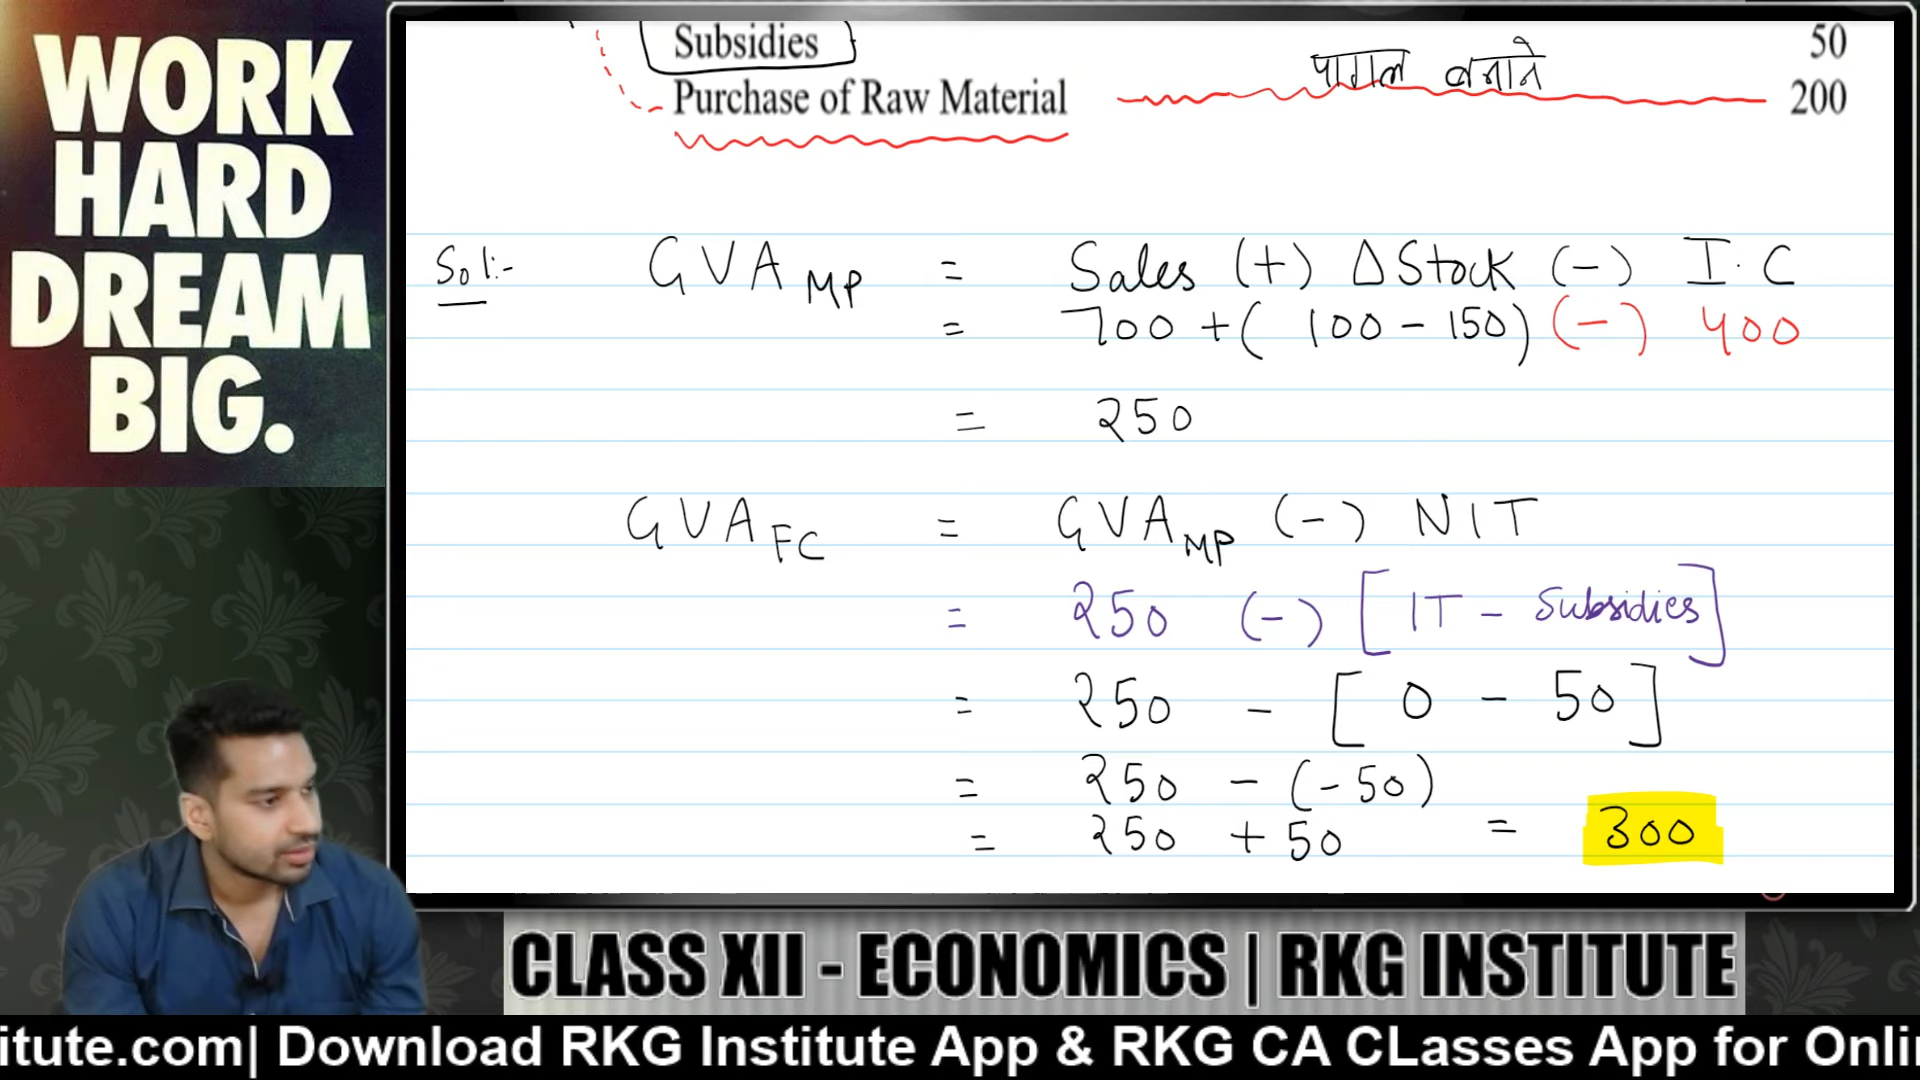 WORK
HARD
DREAM
BIG.
Subsidies 50
पागल बनाने
Purchase of Raw Material 200
Sol:- GVA MP = Sales (+) Δ Stock (-) I.C
= 700 + ( 100 - 150) (-) 400
= 250
GVA FC = GVA MP (-) NIT
= 250 (-) [ IT - Subsidies ]
= 250 - [ 0 - 50 ]
= 250 - (- 50)
= 250 + 50 = 300
CLASS XII - ECONOMICS | RKG INSTITUTE
itute.com| Download RKG Institute App & RKG CA CLasses App for Onli